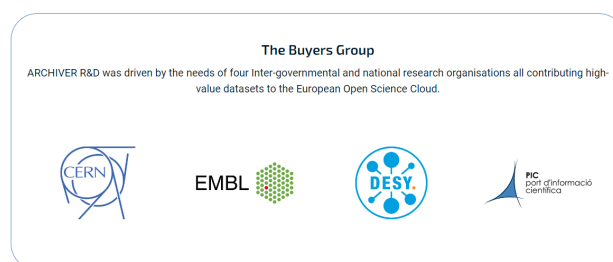 The Buyers Group
ARCHIVER R&D was driven by the needs of four Inter-governmental and national research organisations all contributing high-
value datasets to the European Open Science Cloud.
CERN
EMBL
DESY.
PIC
port d'informació
científica